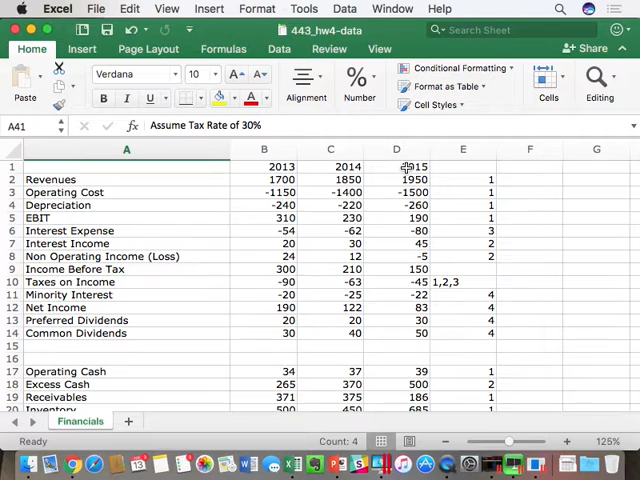 Excel File Edit View Insert Format Tools Data Window Help
443_hw4-data
Search Sheet
Home Insert Page Layout Formulas Data Review View Share
Paste
Verdana 10
A A
B I U A
Alignment
%
Number
Conditional Formatting
Format as Table
Cell Styles
Cells
Editing
A41 fx Assume Tax Rate of 30%
A B C D E F G
1 2013 2014 2015
2 Revenues 1700 1850 1950 1
3 Operating Cost -1150 -1400 -1500 1
4 Depreciation -240 -220 -260 1
5 EBIT 310 230 190 1
6 Interest Expense -54 -62 -80 3
7 Interest Income 20 30 45 2
8 Non Operating Income (Loss) 24 12 -5 2
9 Income Before Tax 300 210 150
10 Taxes on Income -90 -63 -45 1,2,3
11 Minority Interest -20 -25 -22 4
12 Net Income 190 122 83 4
13 Preferred Dividends 20 20 30 4
14 Common Dividends 30 40 50 4
15
16
17 Operating Cash 34 37 39 1
18 Excess Cash 265 370 500 2
19 Receivables 371 375 186 1
20 Inventory 500 450 685 1
Financials
Ready Count: 4 125%
13